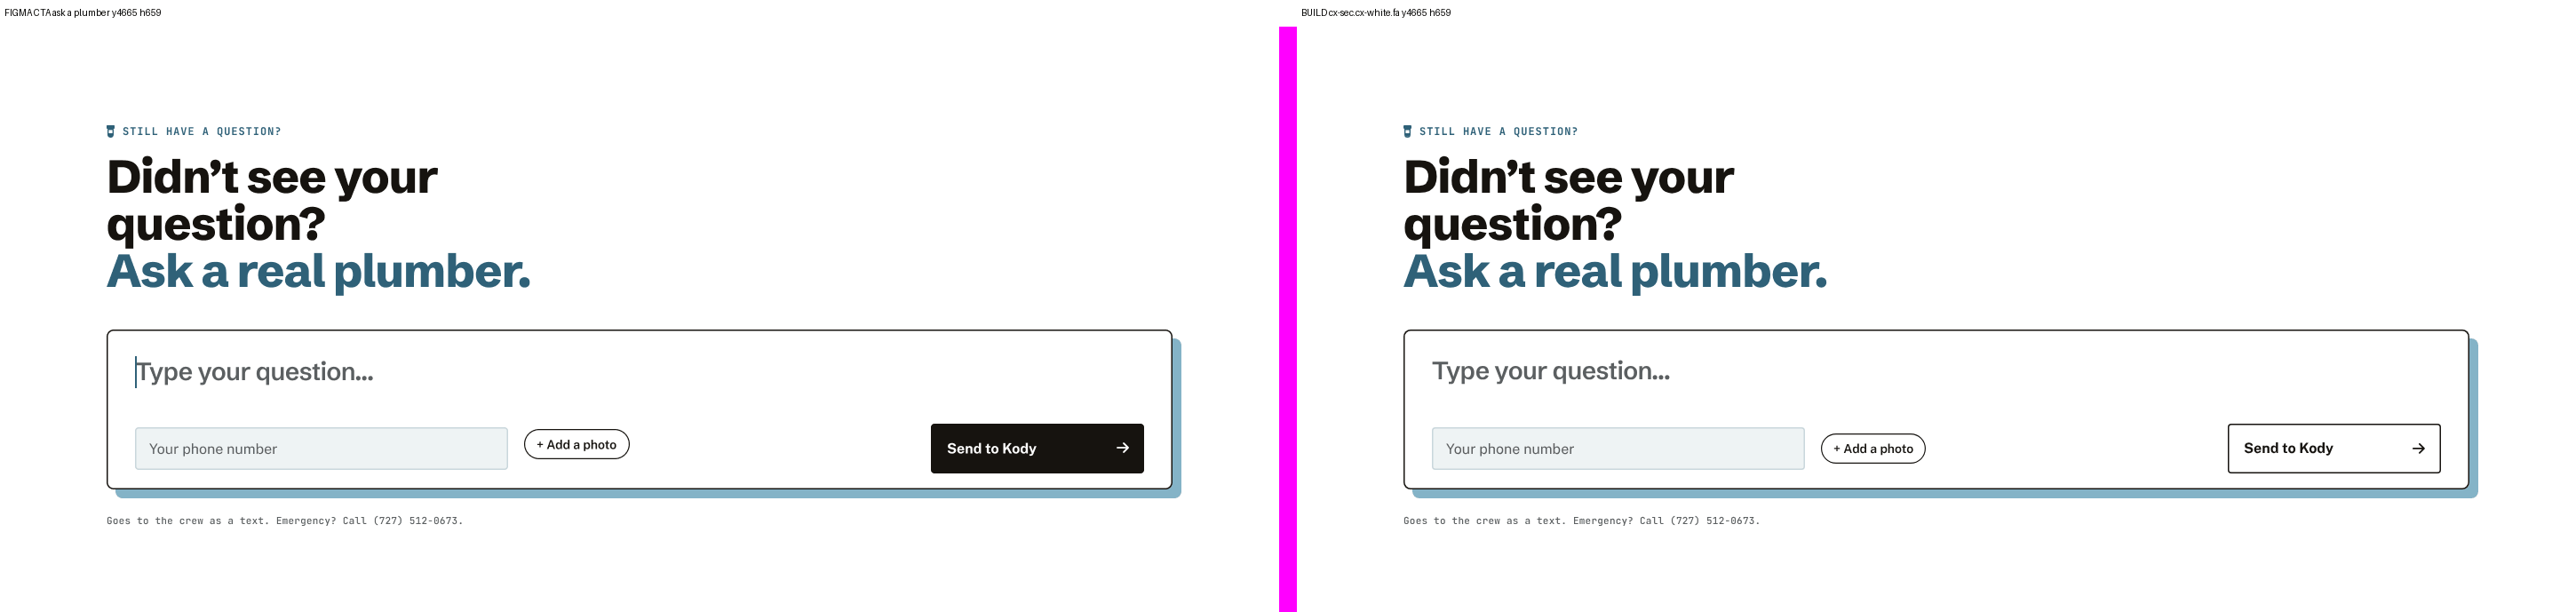 FIGMA CTA ask a plumber y4665 h659
STILL HAVE A QUESTION?
Didn’t see your
question?
Ask a real plumber.
Type your question...
Your phone number
+ Add a photo
Send to Kody →
Goes to the crew as a text. Emergency? Call (727) 512-0673.
BUILD cx-sec.cx-white.fa y4665 h659
STILL HAVE A QUESTION?
Didn’t see your
question?
Ask a real plumber.
Type your question...
Your phone number
+ Add a photo
Send to Kody →
Goes to the crew as a text. Emergency? Call (727) 512-0673.